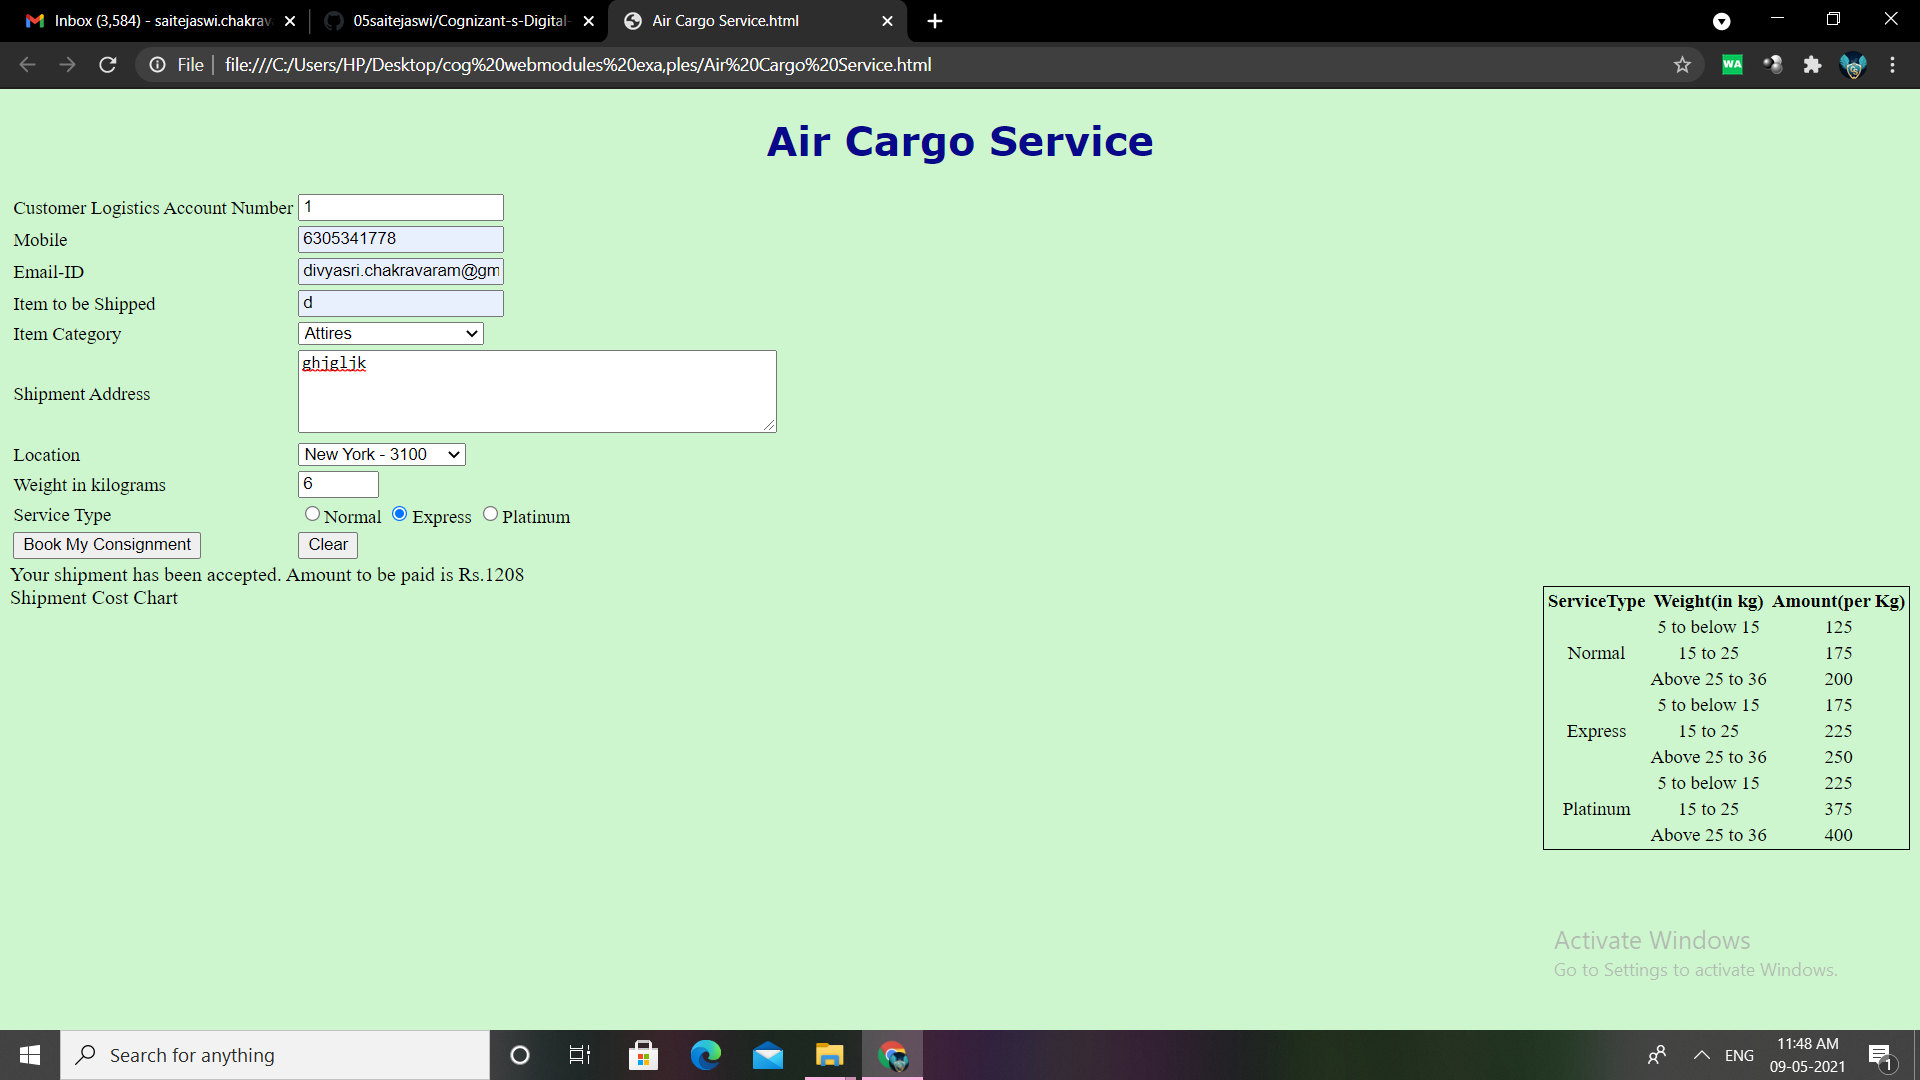 Inbox (3,584) - saitejaswi.chakrav
05saitejaswi/Cognizant-s-Digital-
Air Cargo Service.html
File
file:///C:/Users/HP/Desktop/cog%20webmodules%20exa,ples/Air%20Cargo%20Service.html
WA
Air Cargo Service
Customer Logistics Account Number 1
Mobile 6305341778
Email-ID divyasri.chakravaram@gm
Item to be Shipped d
Item Category Attires
Shipment Address ghjgljk
Location New York - 3100
Weight in kilograms 6
Service Type Normal Express Platinum
Book My Consignment Clear
Your shipment has been accepted. Amount to be paid is Rs.1208
Shipment Cost Chart
ServiceType Weight(in kg) Amount(per Kg)
5 to below 15 125
Normal 15 to 25 175
Above 25 to 36 200
5 to below 15 175
Express 15 to 25 225
Above 25 to 36 250
5 to below 15 225
Platinum 15 to 25 375
Above 25 to 36 400
Activate Windows
Go to Settings to activate Windows.
Search for anything
ENG
11:48 AM
09-05-2021
1